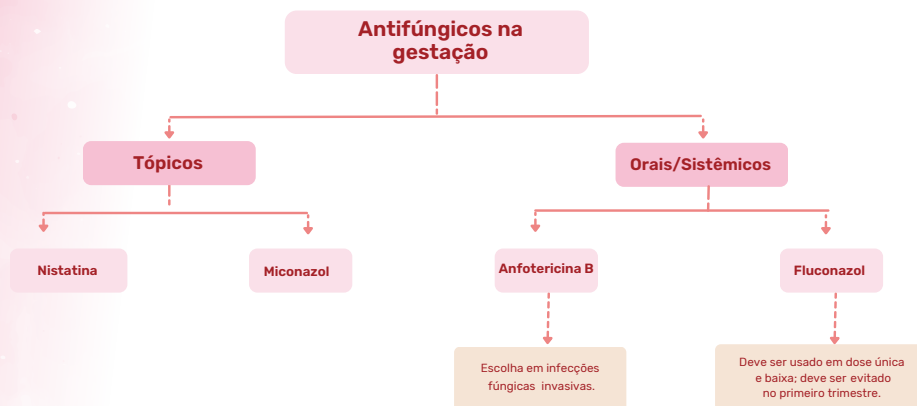 Antifúngicos na
gestação
Tópicos
Orais/Sistêmicos
Nistatina
Miconazol
Anfotericina B
Fluconazol
Escolha em infecções
fúngicas invasivas.
Deve ser usado em dose única
e baixa; deve ser evitado
no primeiro trimestre.